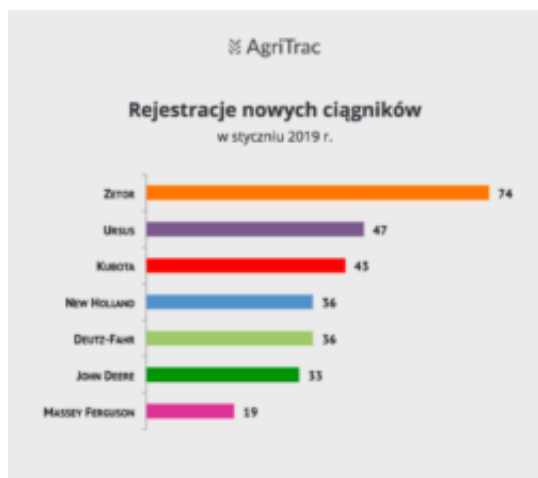 AgriTrac
Rejestracje nowych ciągników
w styczniu 2019 r.
Zetor 74
Ursus 47
Kubota 43
New Holland 36
Deutz-Fahr 36
John Deere 33
Massey Ferguson 19